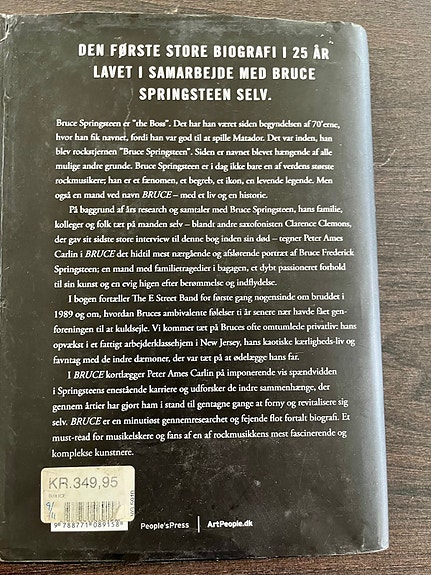 DEN FØRSTE STORE BIOGRAFI I 25 ÅR
LAVET I SAMARBEJDE MED BRUCE
SPRINGSTEEN SELV.
Bruce Springsteen er "the Boss". Det har han været siden begyndelsen af 70'erne,
hvor han fik navnet, fordi han var god til at spille Matador. Det var inden, han
blev rockstjernen "Bruce Springsteen". Siden er navnet blevet hængende af alle
mulige andre grunde. Bruce Springsteen er i dag ikke bare en af verdens største
rockmusikere; han er et fænomen, et begreb, et ikon, en levende legende. Men
også en mand ved navn BRUCE – med et liv og en historie.
På baggrund af års research og samtaler med Bruce Springsteen, hans familie,
kolleger og folk tæt på manden selv – blandt andre saxofonisten Clarence Clemons,
der gav sit sidste store interview til denne bog inden sin død – tegner Peter Ames
Carlin i BRUCE det hidtil mest nærgående og afslørende portræt af Bruce Frederick
Springsteen; en mand med familietragedier i bagagen, et dybt passioneret forhold
til sin kunst og en evig higen efter berømmelse og indflydelse.
I bogen fortæller The E Street Band for første gang nogensinde om bruddet i
1989 og om, hvordan Bruces ambivalente følelser ti år senere nær havde fået gen-
foreningen til at kuldsejle. Vi kommer tæt på Bruces ofte omtumlede privatliv: hans
opvækst i et fattigt arbejderklassehjem i New Jersey, hans kaotiske kærligheds-liv og
favntag med de indre dæmoner, der var tæt på at ødelægge hans far.
I BRUCE kortlægger Peter Ames Carlin på imponerende vis spændvidden
i Springsteens enestående karriere og udforsker de indre sammenhænge, der
gennem årtier har gjort ham i stand til gentagne gange at forny og revitalisere sig
selv. BRUCE er en minutiøst gennemresearchet og fejende flot fortalt biografi. Et
must-read for musikelskere og fans af en af rockmusikkens mest fascinerende og
komplekse kunstnere.
KR.349,95
BRUCE
9 788771 089158
People'sPress | ArtPeople.dk